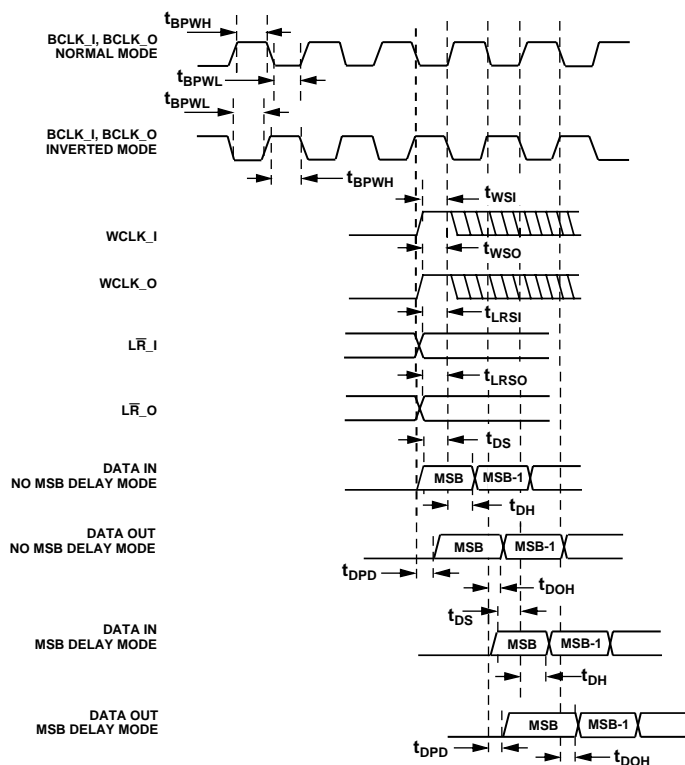 tBPWH
BCLK_I, BCLK_O
NORMAL MODE
tBPWL
tBPWL
BCLK_I, BCLK_O
INVERTED MODE
tBPWH
tWSI
WCLK_I
tWSO
WCLK_O
tLRSI
LR̅_I
tLRSO
LR̅_O
tDS
DATA IN
NO MSB DELAY MODE
MSB
MSB-1
tDH
DATA OUT
NO MSB DELAY MODE
MSB
MSB-1
tDPD
tDOH
tDS
DATA IN
MSB DELAY MODE
MSB
MSB-1
tDH
DATA OUT
MSB DELAY MODE
MSB
MSB-1
tDPD
tDOH